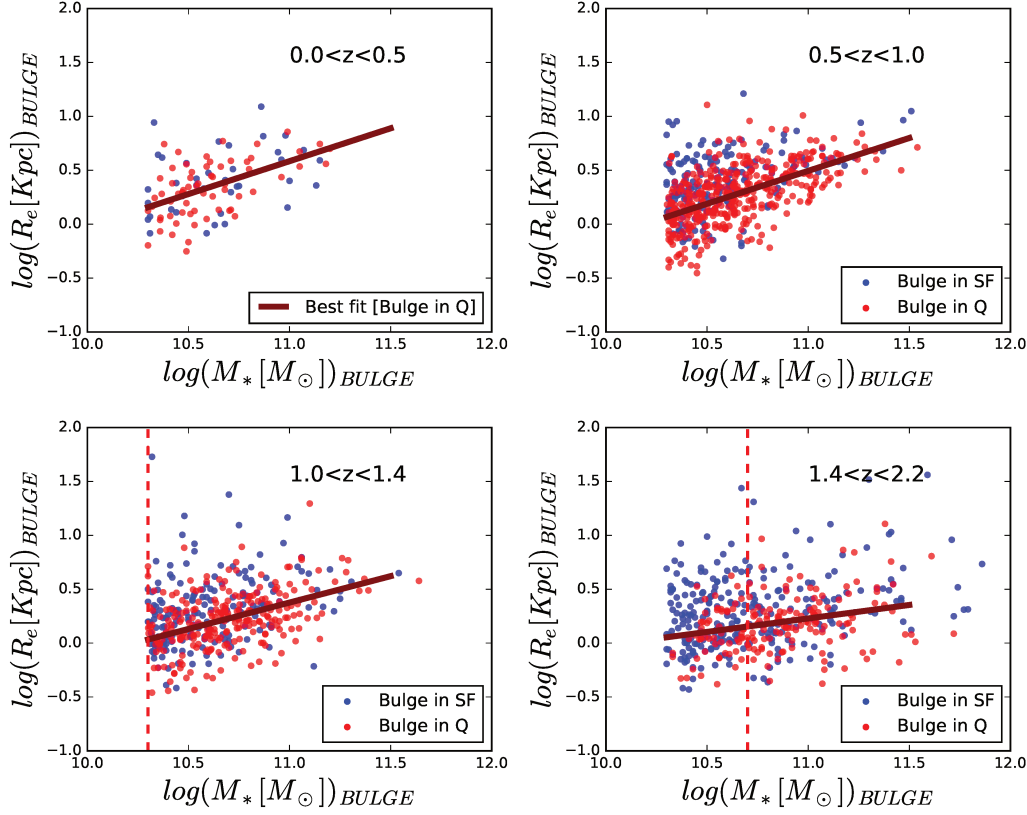 2.0
1.5
1.0
0.5
0.0
−0.5
−1.0
log(R_e[Kpc])_BULGE
0.0<z<0.5
Best fit [Bulge in Q]
10.0 10.5 11.0 11.5 12.0
log(M_*[M_⊙])_BULGE
2.0
1.5
1.0
0.5
0.0
−0.5
−1.0
log(R_e[Kpc])_BULGE
0.5<z<1.0
Bulge in SF
Bulge in Q
10.0 10.5 11.0 11.5 12.0
log(M_*[M_⊙])_BULGE
2.0
1.5
1.0
0.5
0.0
−0.5
−1.0
log(R_e[Kpc])_BULGE
1.0<z<1.4
Bulge in SF
Bulge in Q
10.0 10.5 11.0 11.5 12.0
log(M_*[M_⊙])_BULGE
2.0
1.5
1.0
0.5
0.0
−0.5
−1.0
log(R_e[Kpc])_BULGE
1.4<z<2.2
Bulge in SF
Bulge in Q
10.0 10.5 11.0 11.5 12.0
log(M_*[M_⊙])_BULGE